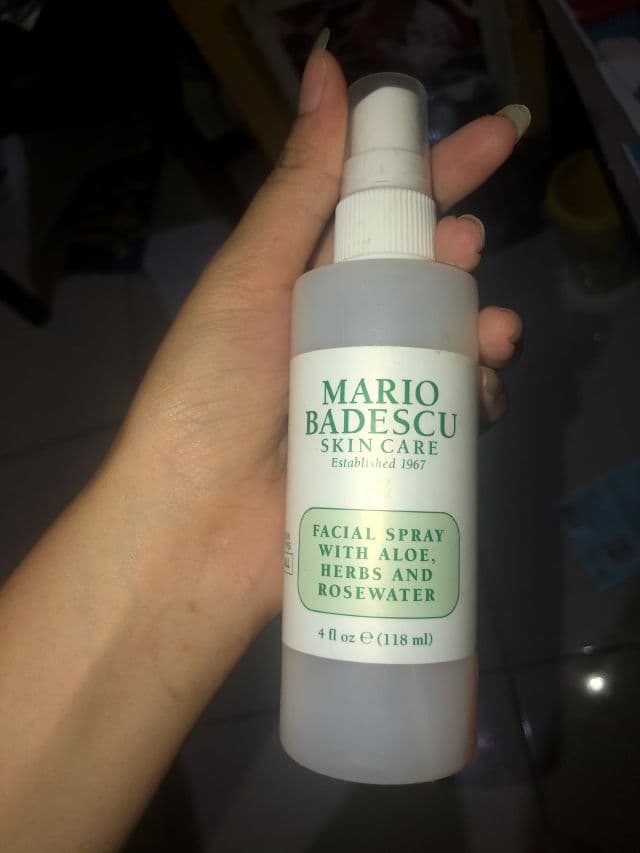 MARIO
BADESCU
SKIN CARE
Established 1967
FACIAL SPRAY
WITH ALOE,
HERBS AND
ROSEWATER
4 fl oz ℮ (118 ml)